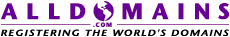 ALLDOMAINS
.COM
REGISTERING THE WORLD'S DOMAINS